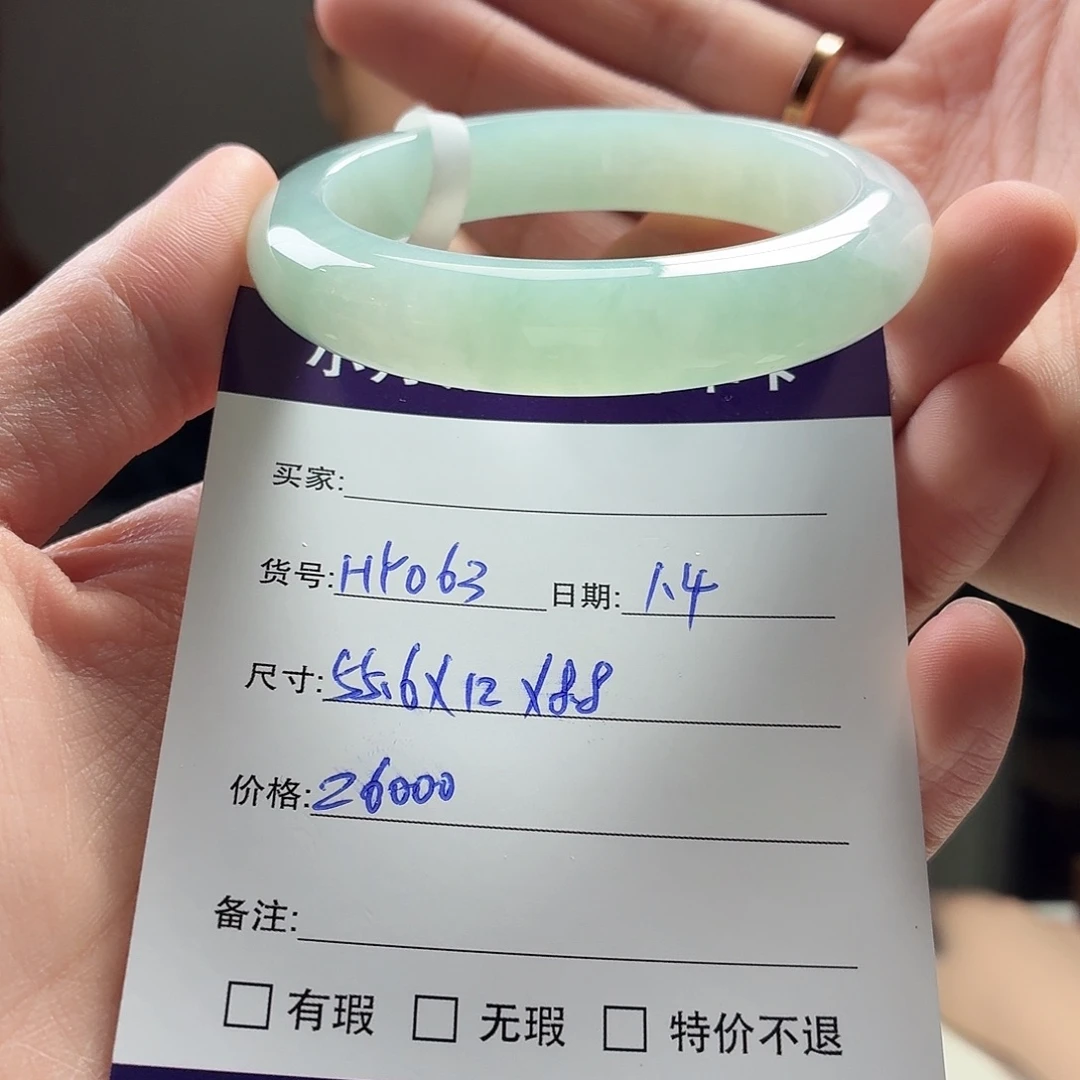 买家:
货号:HY063 日期:1.4
尺寸:55.6X12X8.8
价格:26000
备注:
□有瑕 □无瑕 □特价不退